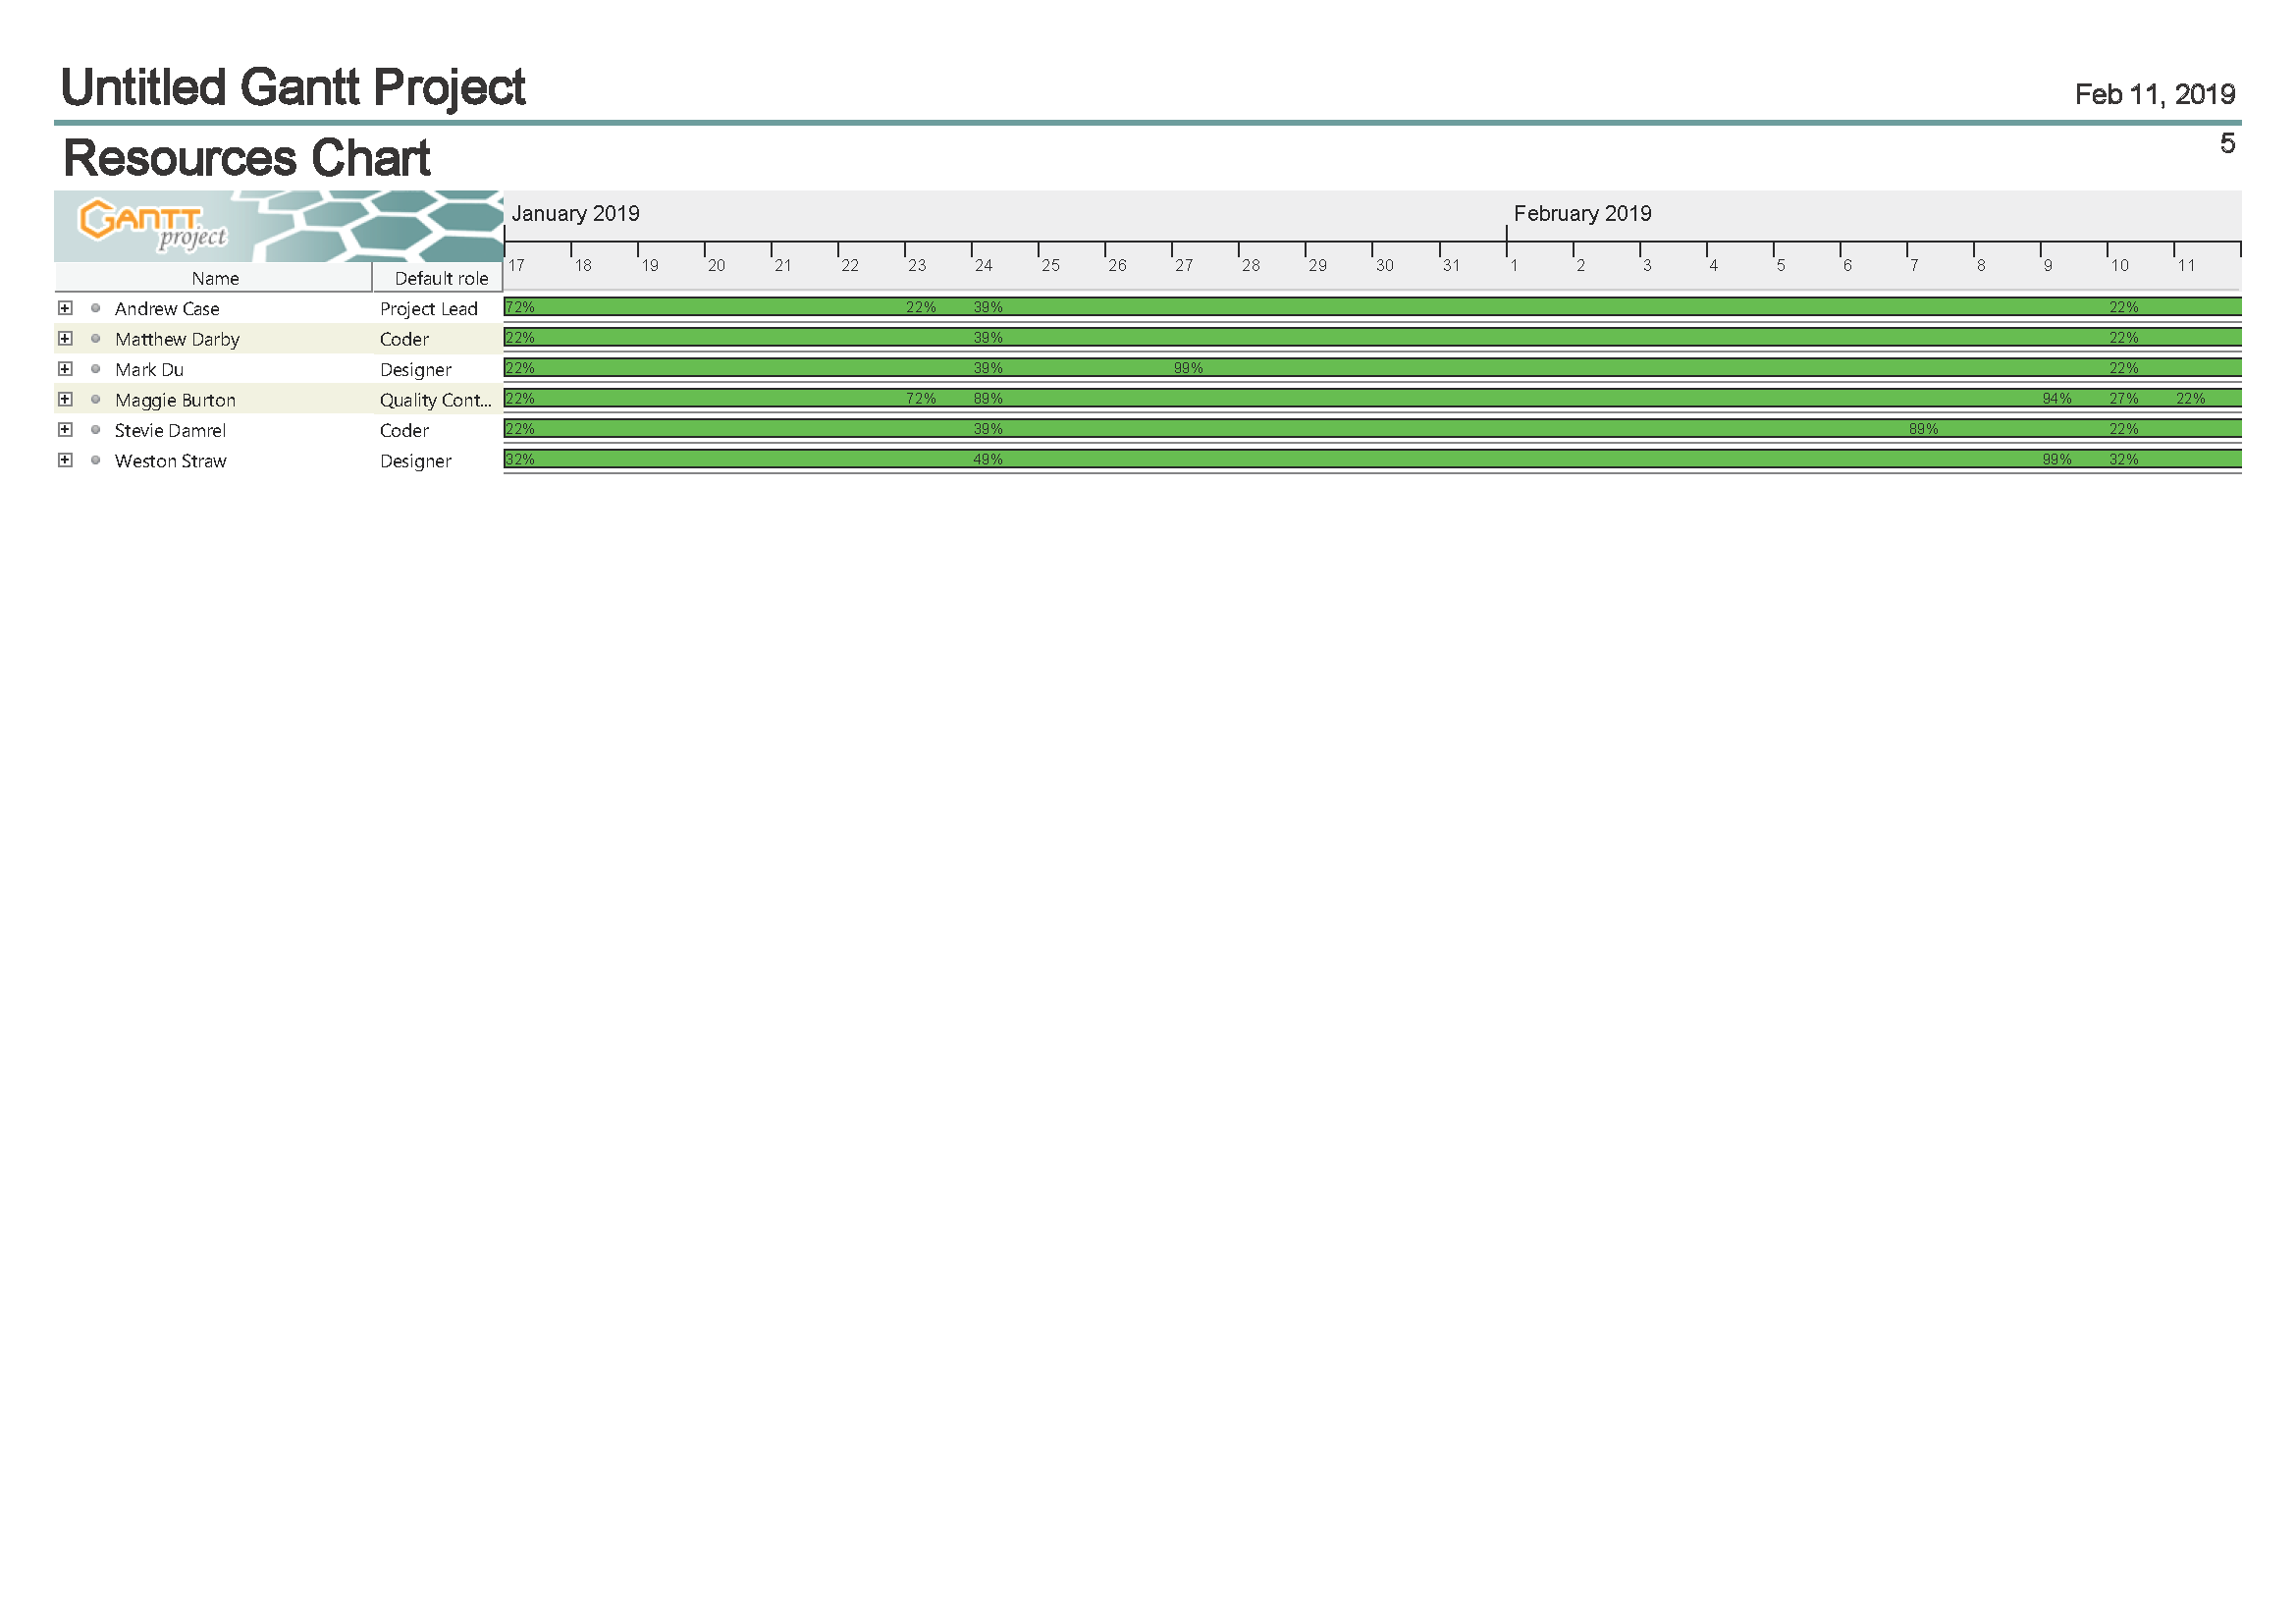 Untitled Gantt Project
Feb 11, 2019
Resources Chart
5
GANTT
project
January 2019
February 2019
Name
Default role
17 18 19 20 21 22 23 24 25 26 27 28 29 30 31 1 2 3 4 5 6 7 8 9 10 11
Andrew Case Project Lead 72% 22% 39% 22%
Matthew Darby Coder 22% 39% 22%
Mark Du Designer 22% 39% 99% 22%
Maggie Burton Quality Cont... 22% 72% 89% 94% 27% 22%
Stevie Damrel Coder 22% 39% 89% 22%
Weston Straw Designer 32% 49% 99% 32%